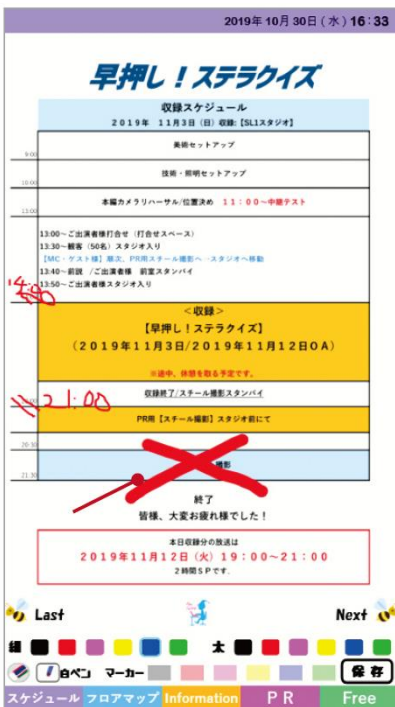 2019年10月30日(水)16:33
早押し！ステラクイズ
収録スケジュール
2019年 11月3日（日）収録:【SL1スタジオ】
美術セットアップ
9:00
技術・照明セットアップ
10:00
本編カメラリハーサル/位置決め 11：00〜中継テスト
13:00
13:00〜ご出演者様打合せ（打合せスペース）
13:30〜観客（50名）スタジオ入り
【MC・ゲスト様】順次、PR用スチール撮影へ→スタジオへ移動
13:40〜前説 /ご出演者様 前室スタンバイ
13:50〜ご出演者様スタジオ入り
＜収録＞
【早押し！ステラクイズ】
（2019年11月3日/2019年11月12日OA）
※途中、休憩を取る予定です。
収録終了/スチール撮影スタンバイ
21:00
PR用【スチール撮影】スタジオ前にて
20:30
撮影
21:30
終了
皆様、大変お疲れ様でした！
本日収録分の放送は
2019年11月12日（火）19：00〜21：00
2時間SPです.
Last
Next
細
太
白ペン
マーカー
保存
スケジュール フロアマップ Information PR Free